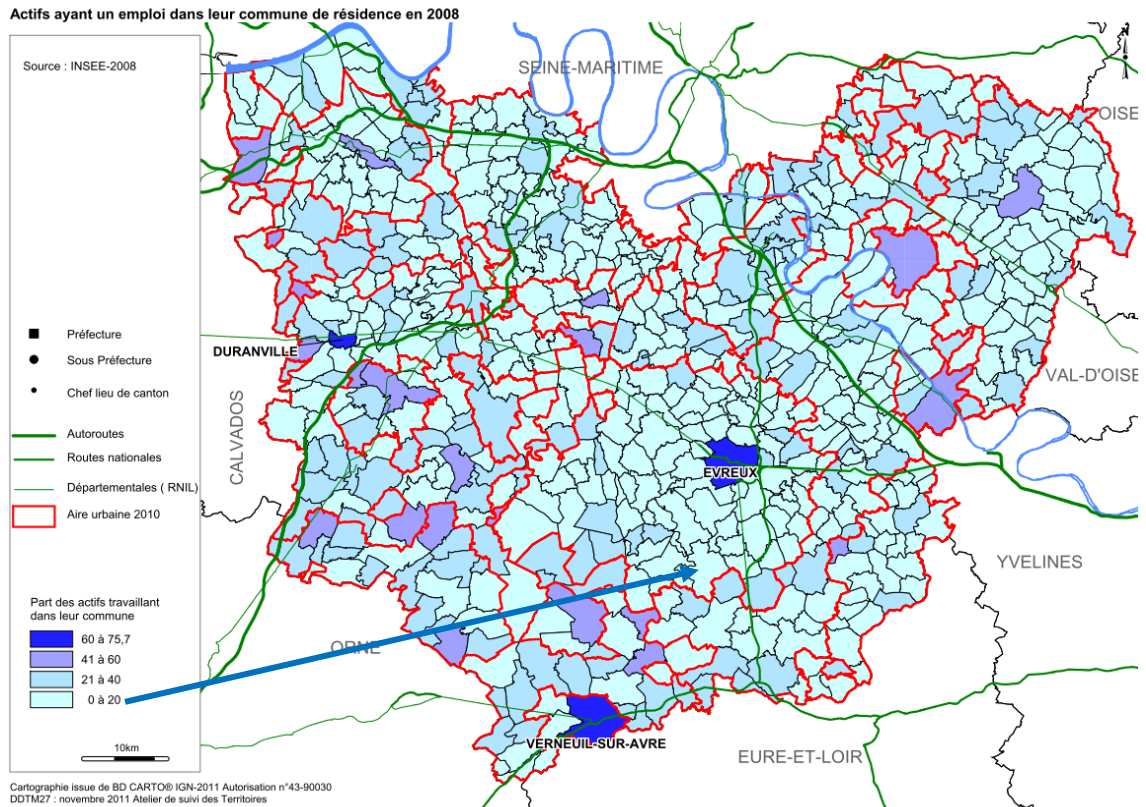 Actifs ayant un emploi dans leur commune de résidence en 2008
Source : INSEE-2008
Préfecture
Sous Préfecture
Chef lieu de canton
Autoroutes
Routes nationales
Départementales ( RNIL)
Aire urbaine 2010
Part des actifs travaillant
dans leur commune
60 à 75,7
41 à 60
21 à 40
0 à 20
10km
N
SEINE-MARITIME
OISE
DURANVILLE
VAL-D'OISE
CALVADOS
EVREUX
YVELINES
ORNE
VERNEUIL-SUR-AVRE
EURE-ET-LOIR
Cartographie issue de BD CARTO® IGN-2011 Autorisation n°43-90030
DDTM27 : novembre 2011 Atelier de suivi des Territoires